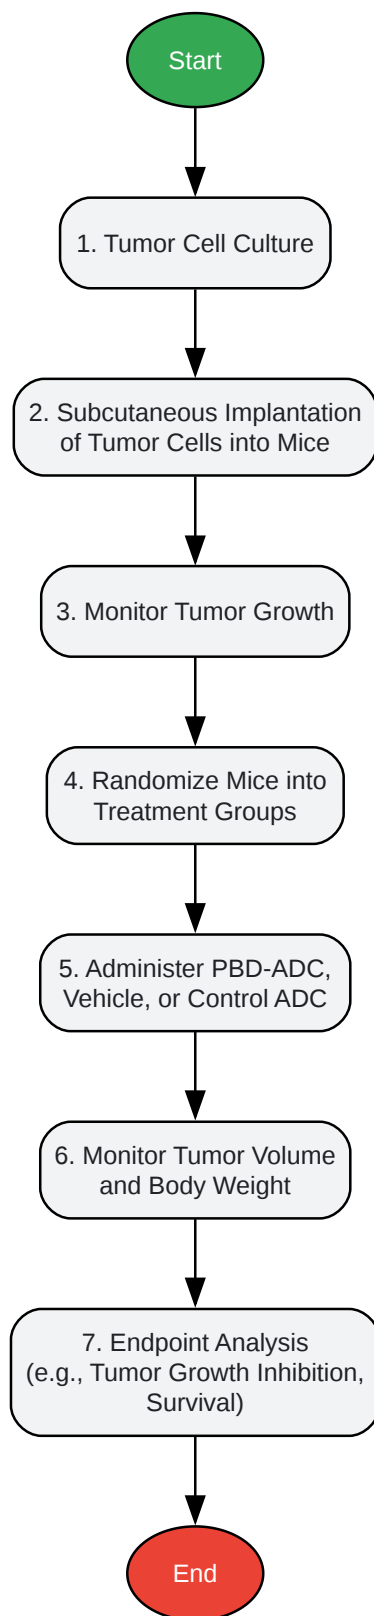 Start
1. Tumor Cell Culture
2. Subcutaneous Implantation
of Tumor Cells into Mice
3. Monitor Tumor Growth
4. Randomize Mice into
Treatment Groups
5. Administer PBD-ADC,
Vehicle, or Control ADC
6. Monitor Tumor Volume
and Body Weight
7. Endpoint Analysis
(e.g., Tumor Growth Inhibition,
Survival)
End